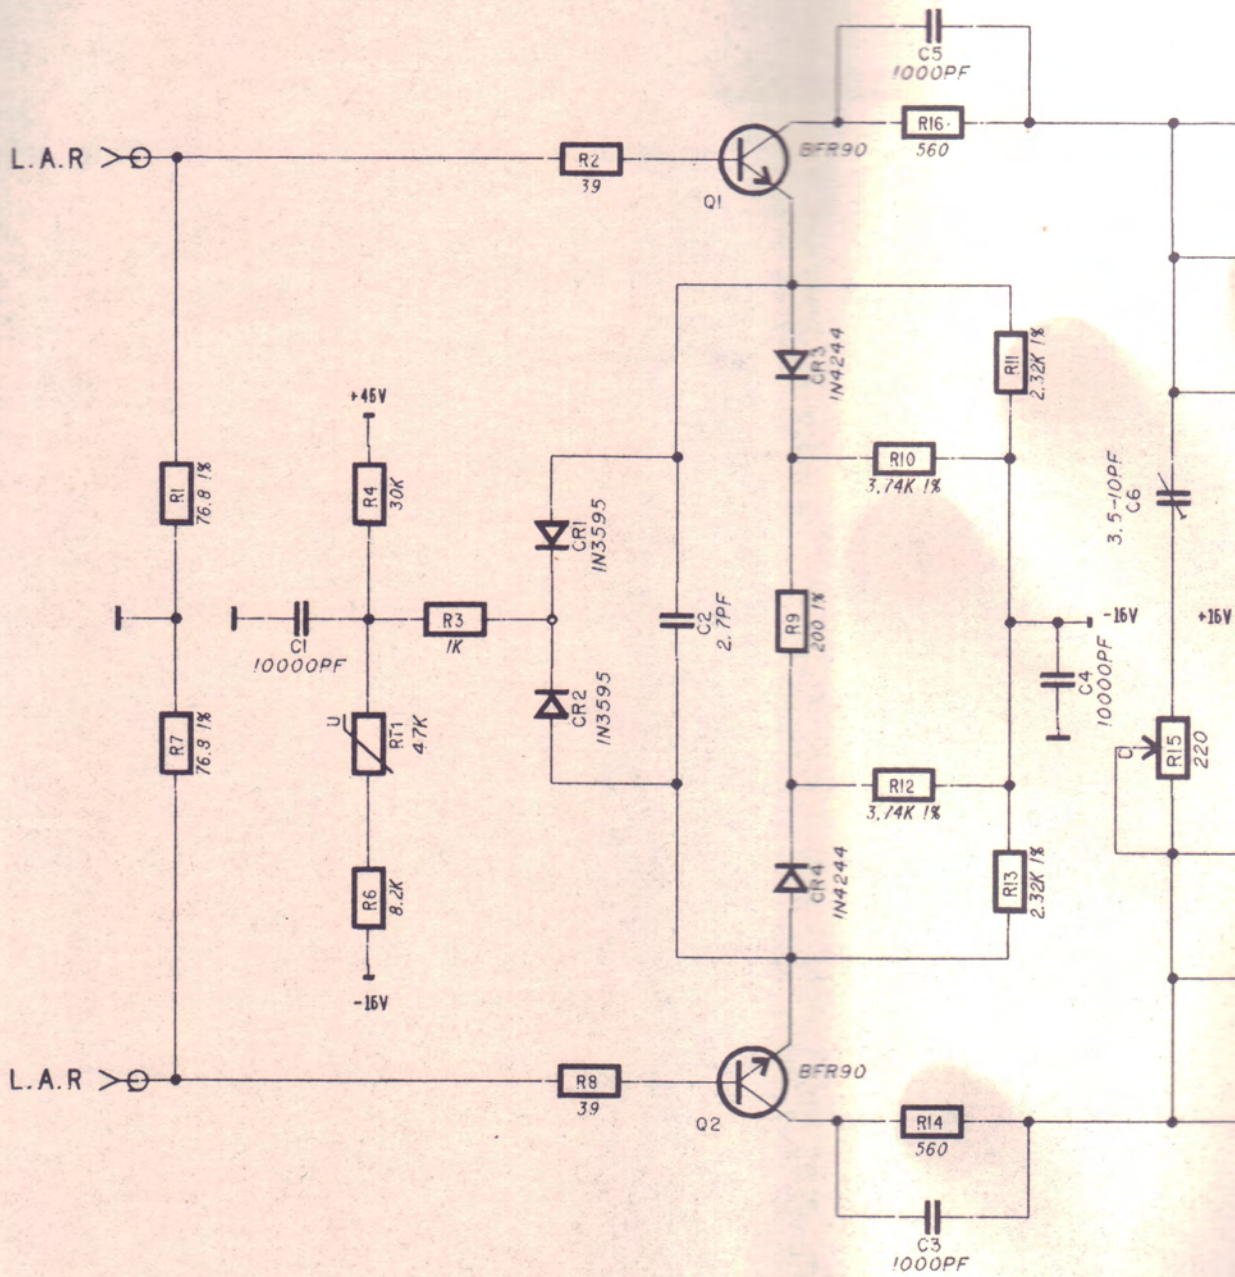 C5
1000PF
L.A.R
R2
39
Q1
BFR90
R16
560
+46V
R1
76.8 1%
R4
30K
CR1
1N3595
CR3
1N4244
R11
2.32K 1%
R10
3.74K 1%
3.5-10PF
C6
C1
10000PF
R3
1K
C2
2.7PF
R9
200 1%
-16V
C4
10000PF
+16V
R7
76.8 1%
U
RT1
47K
CR2
1N3595
R12
3.74K 1%
R15
220
R6
8.2K
-16V
CR4
1N4244
R13
2.32K 1%
L.A.R
R8
39
Q2
BFR90
R14
560
C3
1000PF